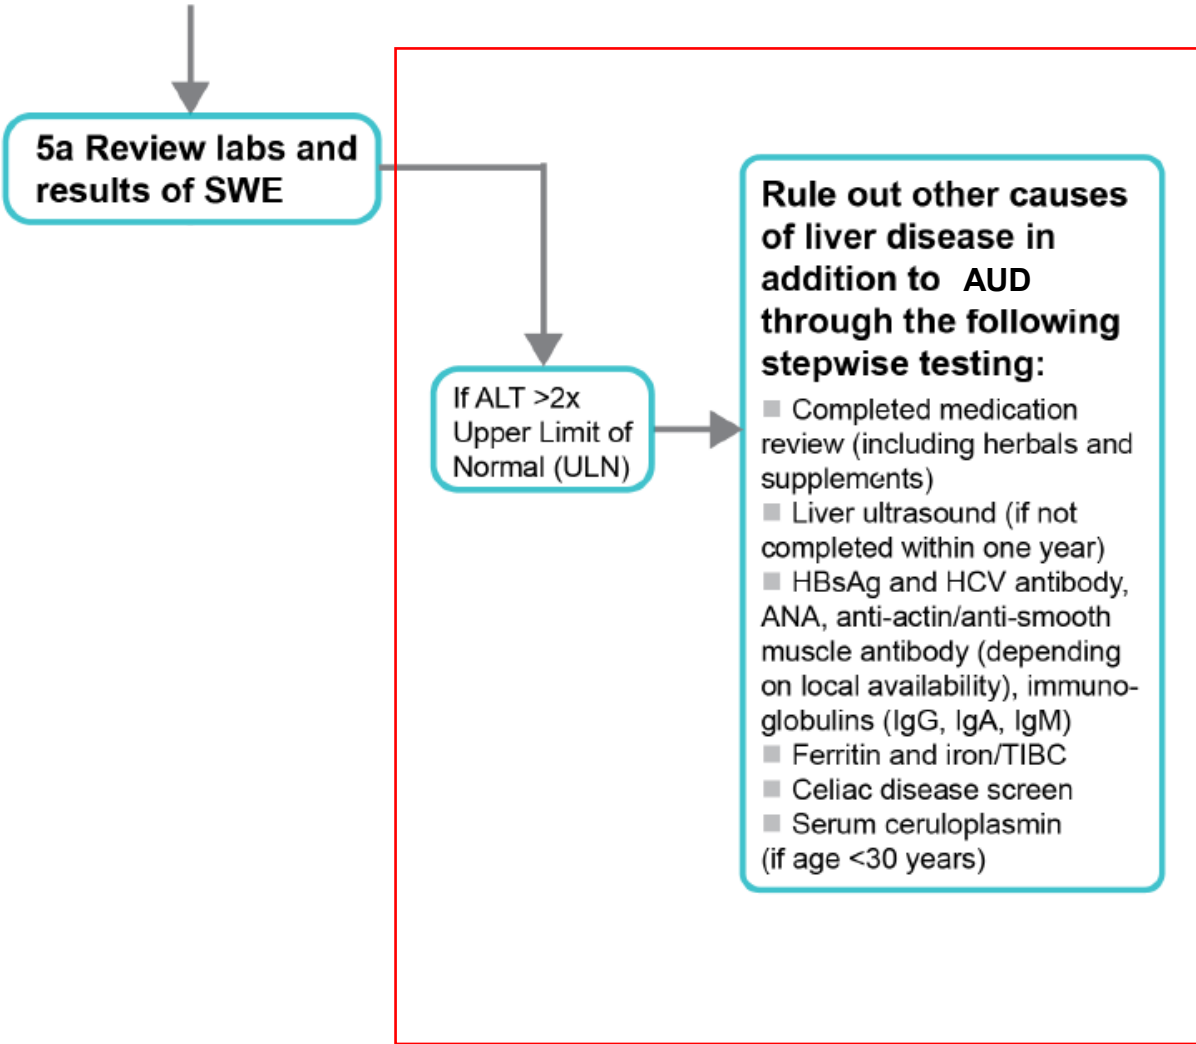 5a Review labs and
results of SWE
If ALT >2x
Upper Limit of
Normal (ULN)
Rule out other causes
of liver disease in
addition to AUD
through the following
stepwise testing:
■ Completed medication
review (including herbals and
supplements)
■ Liver ultrasound (if not
completed within one year)
■ HBsAg and HCV antibody,
ANA, anti-actin/anti-smooth
muscle antibody (depending
on local availability), immuno-
globulins (IgG, IgA, IgM)
■ Ferritin and iron/TIBC
■ Celiac disease screen
■ Serum ceruloplasmin
(if age <30 years)